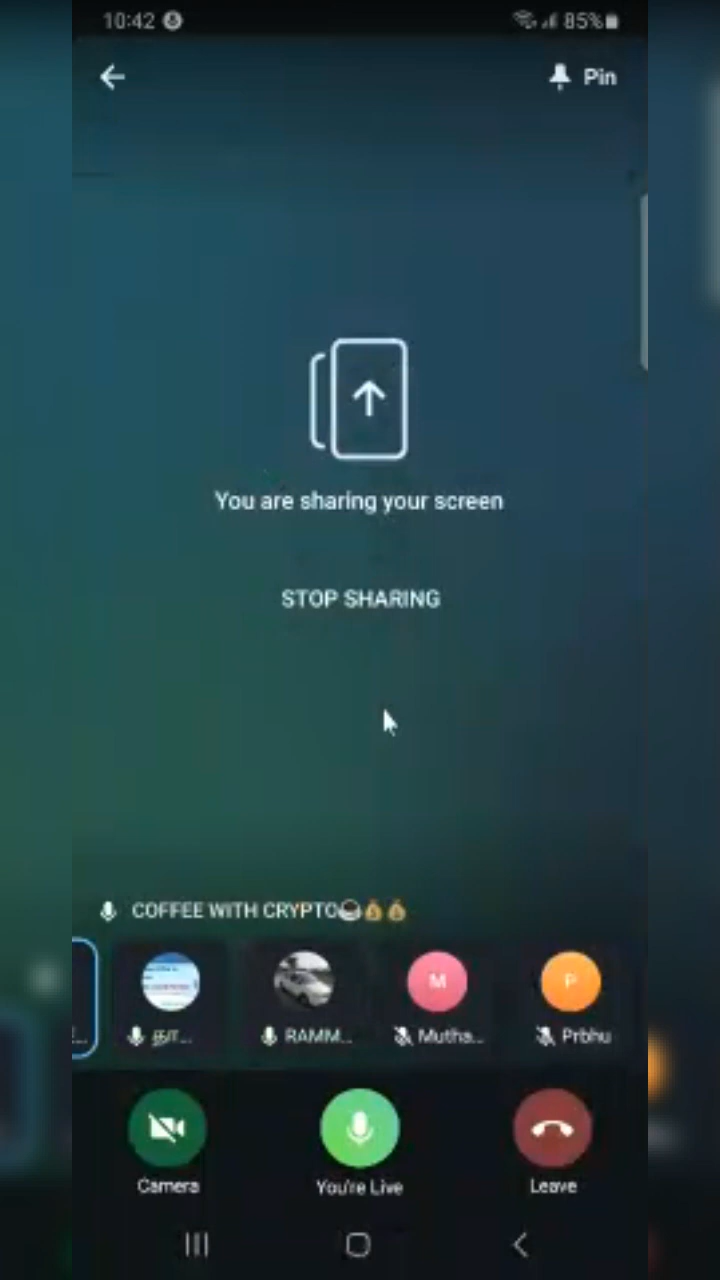 10:42
85%
Pin
You are sharing your screen
STOP SHARING
COFFEE WITH CRYPTO☕💰💰
RAMM...
Mutha...
Prbhu
M
P
Camera
You're Live
Leave